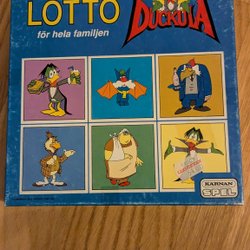 LOTTO
för hela familjen
DUCKULA
KARNAN
SPEL